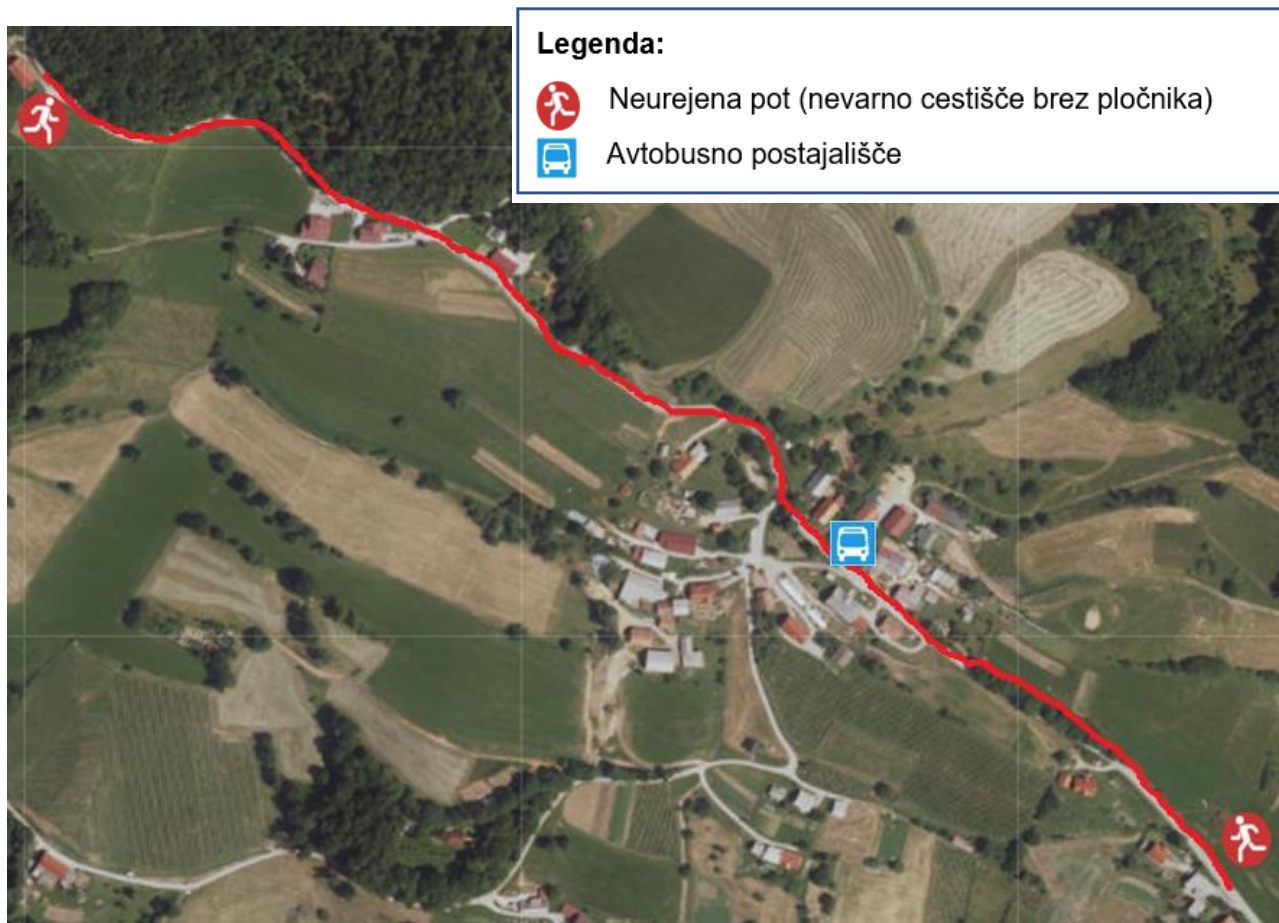 Legenda:
Neurejena pot (nevarno cestišče brez pločnika)
Avtobusno postajališče